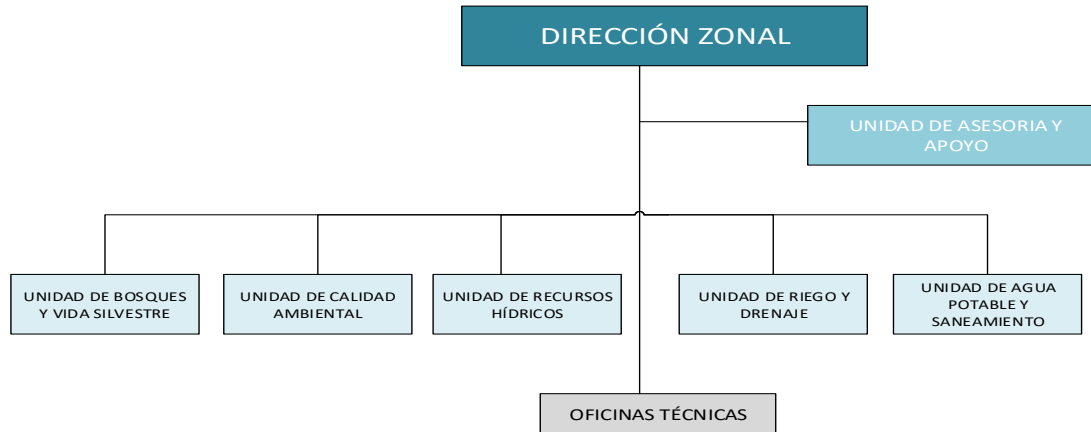 DIRECCIÓN ZONAL
UNIDAD DE ASESORIA Y
APOYO
UNIDAD DE BOSQUES
Y VIDA SILVESTRE
UNIDAD DE CALIDAD
AMBIENTAL
UNIDAD DE RECURSOS
HÍDRICOS
UNIDAD DE RIEGO Y
DRENAJE
UNIDAD DE AGUA
POTABLE Y
SANEAMIENTO
OFICINAS TÉCNICAS